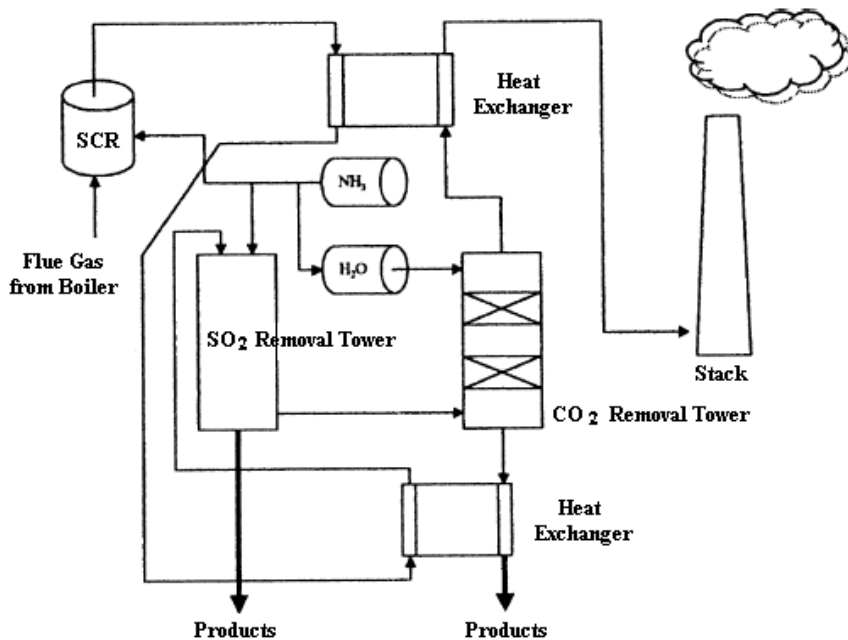 Heat
Exchanger
SCR
NH₃
Flue Gas
from Boiler
H₂O
SO₂ Removal Tower
Stack
CO₂ Removal Tower
Heat
Exchanger
Products
Products